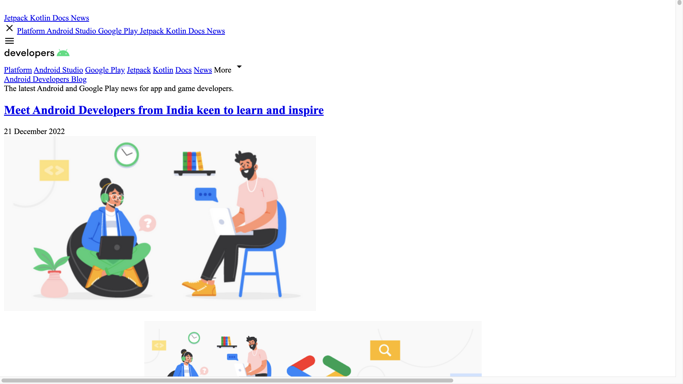 Jetpack Kotlin Docs News
Platform Android Studio Google Play Jetpack Kotlin Docs News
developers
Platform Android Studio Google Play Jetpack Kotlin Docs News More
Android Developers Blog
The latest Android and Google Play news for app and game developers.
Meet Android Developers from India keen to learn and inspire
21 December 2022